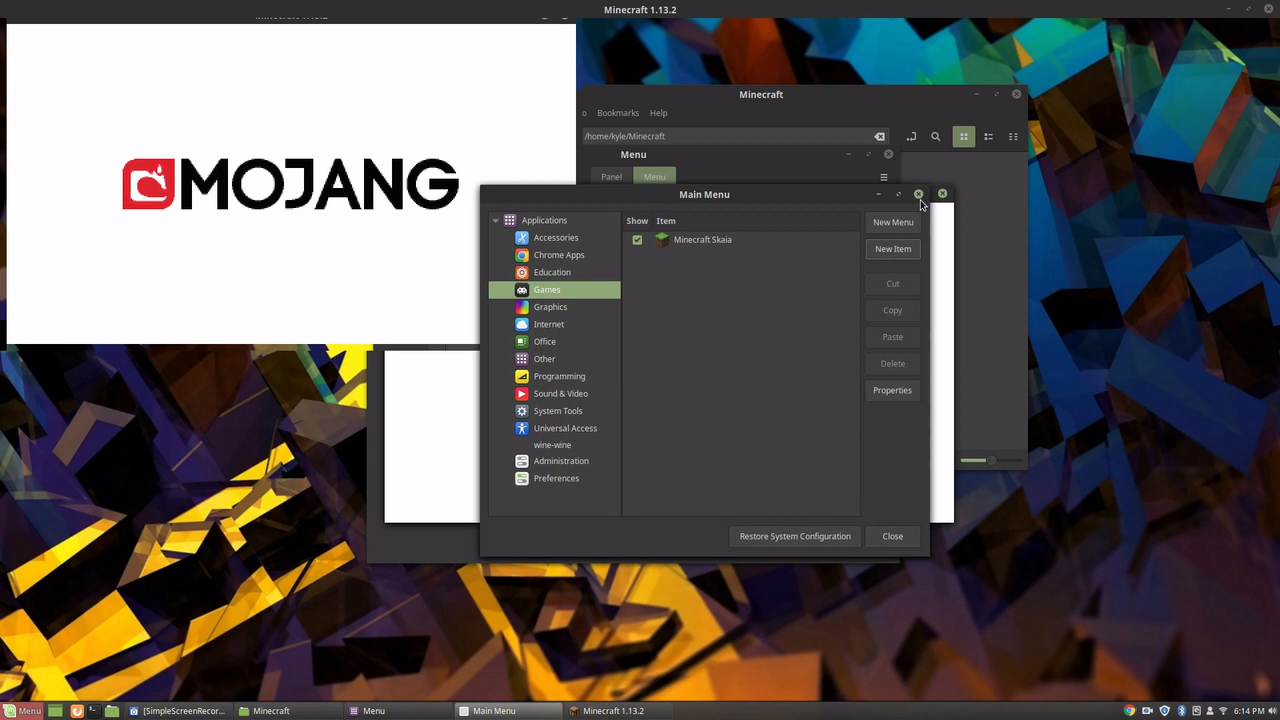 Minecraft 1.13.2
MOJANG
Minecraft
Bookmarks
Help
/home/kyle/Minecraft
Menu
Panel
Menu
Main Menu
Applications
Accessories
Chrome Apps
Education
Games
Graphics
Internet
Office
Other
Programming
Sound & Video
System Tools
Universal Access
wine-wine
Administration
Preferences
Show Item
Minecraft Skaia
New Menu
New Item
Cut
Copy
Paste
Delete
Properties
Restore System Configuration
Close
Menu
[SimpleScreenRecor...
Minecraft
Menu
Main Menu
Minecraft 1.13.2
6:14 PM